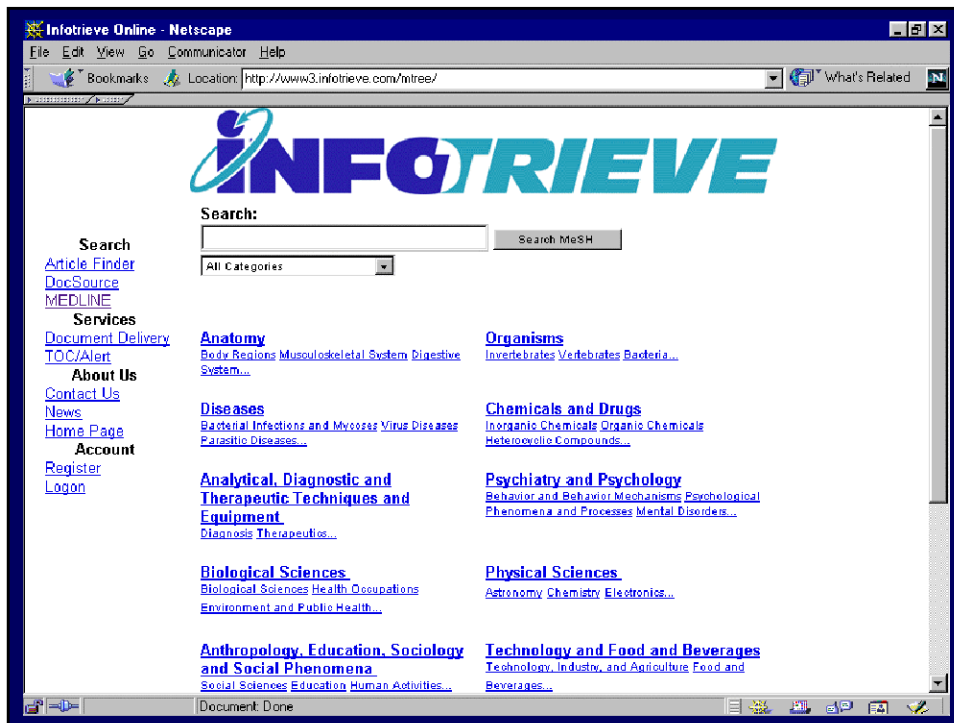 Infotrieve Online - Netscape
File Edit View Go Communicator Help
Bookmarks Location: http://www3.infotrieve.com/mtree/ What's Related N
INFOTRIEVE
Search:
Search MeSH
All Categories
Search
Article Finder
DocSource
MEDLINE
Services
Document Delivery
TOC/Alert
About Us
Contact Us
News
Home Page
Account
Register
Logon
Anatomy
Body Regions Musculoskeletal System Digestive
System...
Organisms
Invertebrates Vertebrates Bacteria...
Diseases
Bacterial Infections and Mycoses Virus Diseases
Parasitic Diseases...
Chemicals and Drugs
Inorganic Chemicals Organic Chemicals
Heterocyclic Compounds...
Analytical, Diagnostic and
Therapeutic Techniques and
Equipment
Diagnosis Therapeutics...
Psychiatry and Psychology
Behavior and Behavior Mechanisms Psychological
Phenomena and Processes Mental Disorders...
Biological Sciences
Biological Sciences Health Occupations
Environment and Public Health...
Physical Sciences
Astronomy Chemistry Electronics...
Anthropology, Education, Sociology
and Social Phenomena
Social Sciences Education Human Activities...
Technology and Food and Beverages
Technology, Industry, and Agriculture Food and
Beverages...
Document: Done